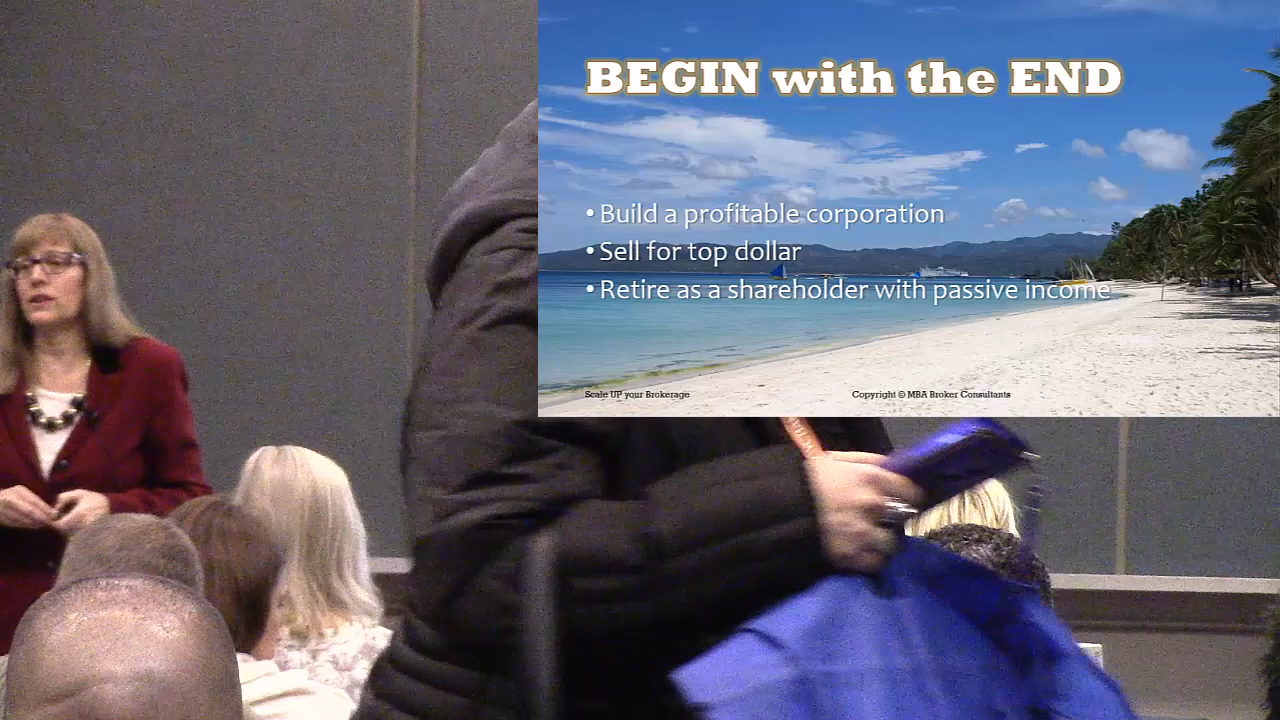 BEGIN with the END
• Build a profitable corporation
• Sell for top dollar
• Retire as a shareholder with passive income
Scale UP your Brokerage
Copyright © MBA Broker Consultants